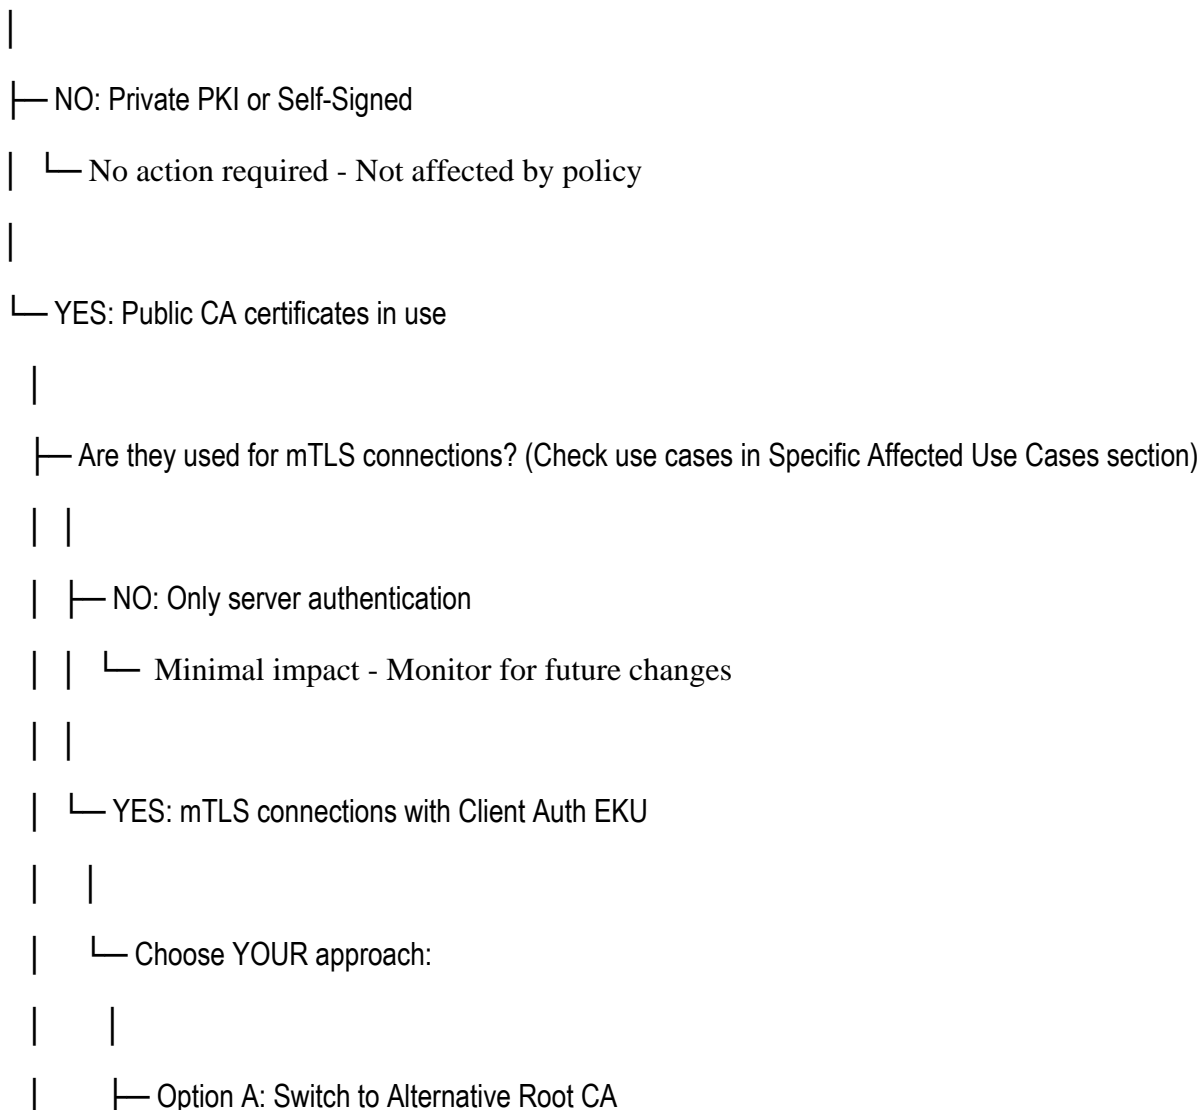 │
├─ NO: Private PKI or Self-Signed
│ └─ No action required - Not affected by policy
│
└─ YES: Public CA certificates in use
│
├─ Are they used for mTLS connections? (Check use cases in Specific Affected Use Cases section)
│ │
│ ├─ NO: Only server authentication
│ │ └─ Minimal impact - Monitor for future changes
│ │
│ └─ YES: mTLS connections with Client Auth EKU
│ │
│ └─ Choose YOUR approach:
│ │
│ ├─ Option A: Switch to Alternative Root CA